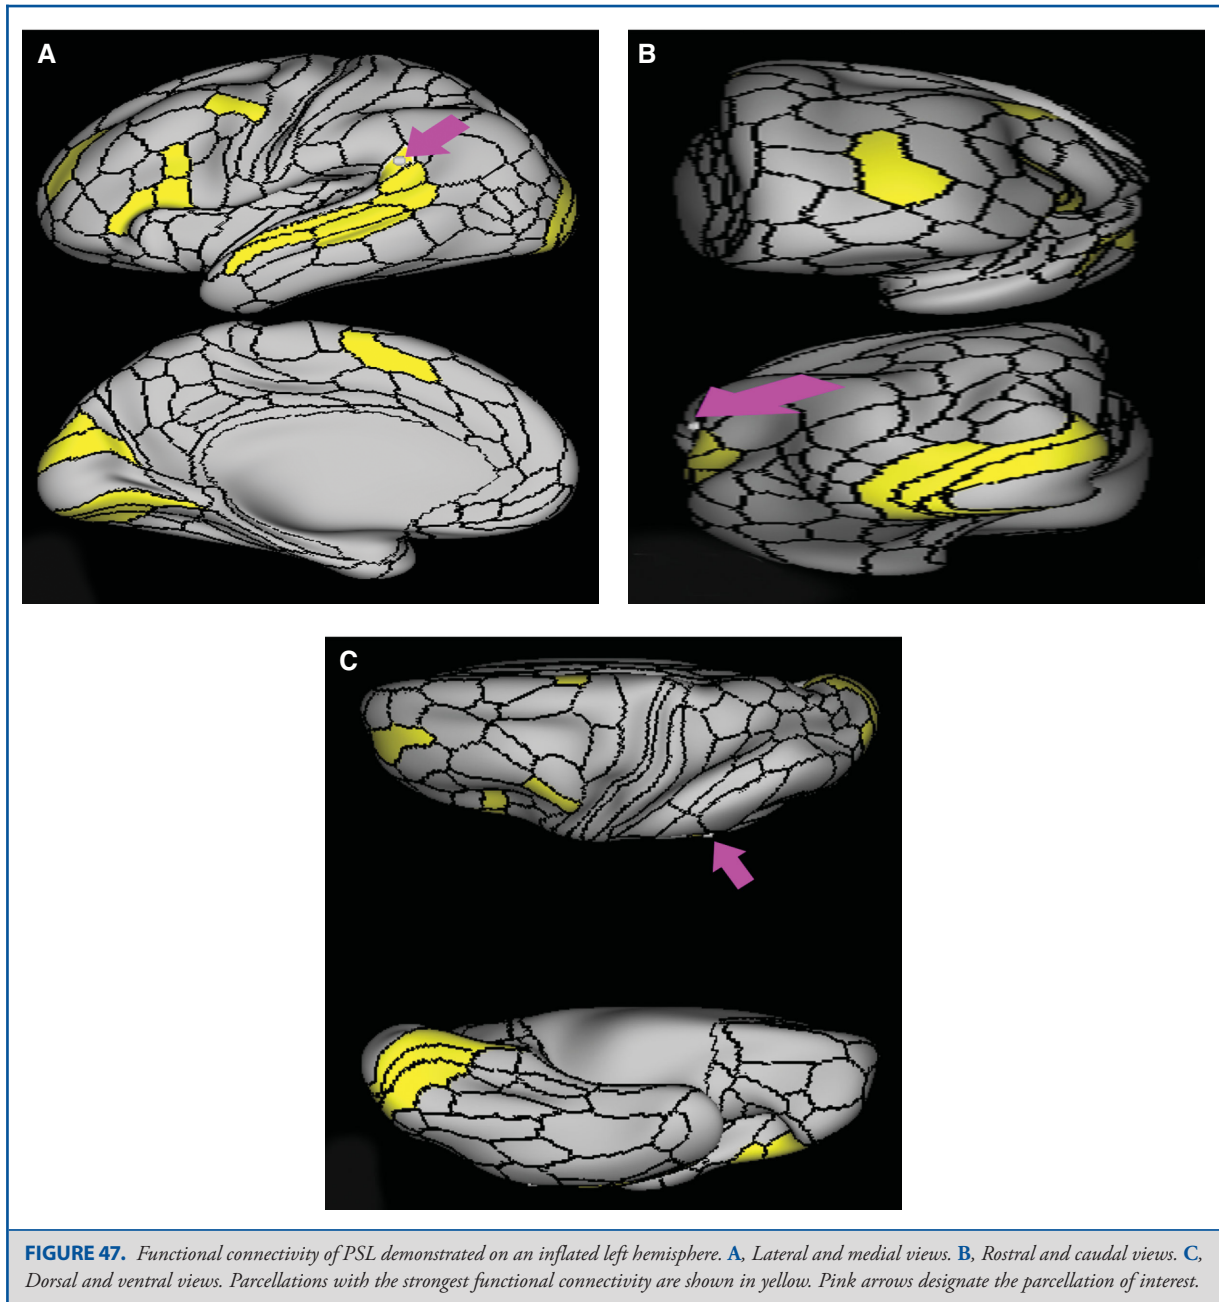 A
B
C
FIGURE 47. Functional connectivity of PSL demonstrated on an inflated left hemisphere. A, Lateral and medial views. B, Rostral and caudal views. C,
Dorsal and ventral views. Parcellations with the strongest functional connectivity are shown in yellow. Pink arrows designate the parcellation of interest.